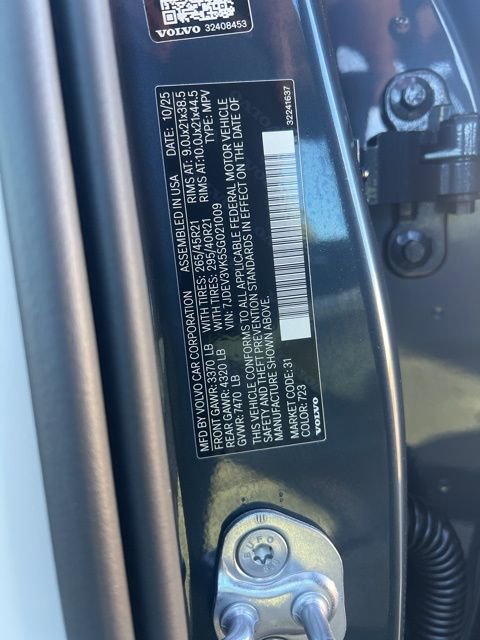 VOLVO 32408453
MFD BY VOLVO CAR CORPORATION ASSEMBLED IN USA DATE: 10/25
FRONT GAWR: 3370 LB WITH TIRES: 265/45R21 RIMS AT: 9.0Jx21x38.5
REAR GAWR: 4320 LB WITH TIRES: 295/40R21 RIMS AT:10.0Jx21x44.5
GVWR: 7470 LB VIN: 7JDEV3VK5SG021009 TYPE: MPV
THIS VEHICLE CONFORMS TO ALL APPLICABLE FEDERAL MOTOR VEHICLE
SAFETY AND THEFT PREVENTION STANDARDS IN EFFECT ON THE DATE OF
MANUFACTURE SHOWN ABOVE.
MARKET CODE: 31
COLOR: 723
VOLVO
32241637
BUFO